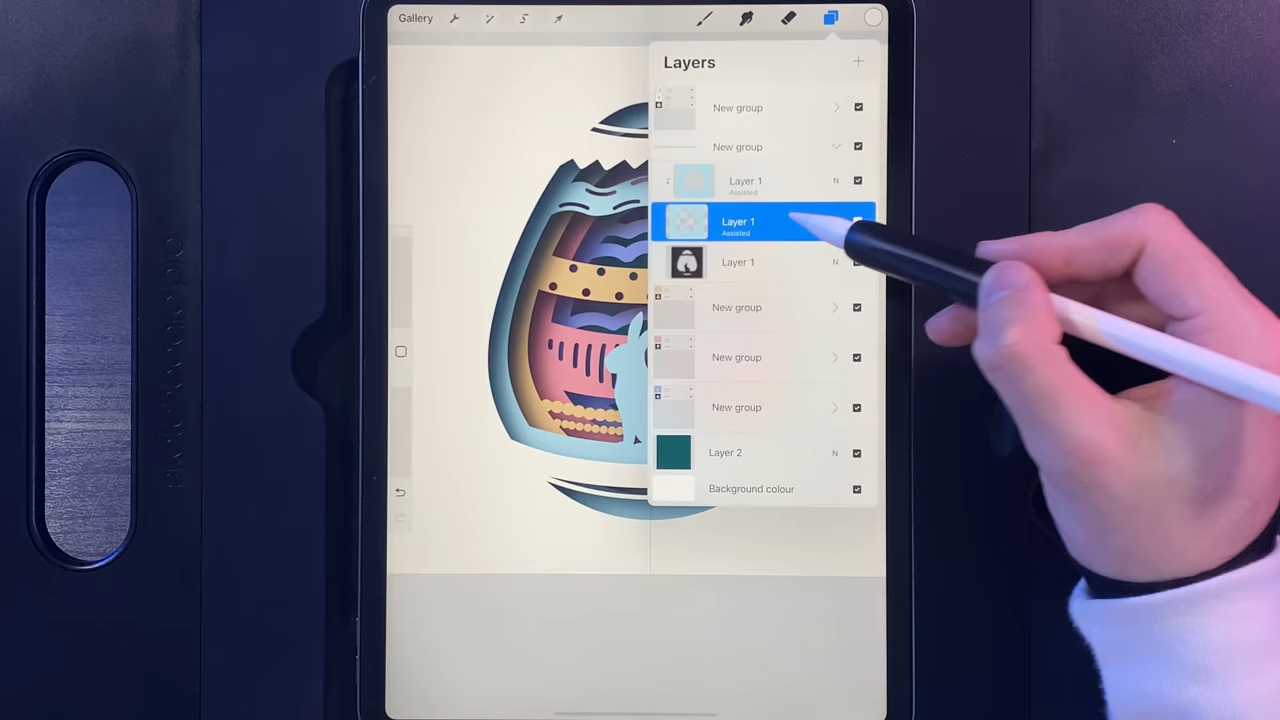 Gallery
Layers
New group
New group
Layer 1
Assisted
N
Layer 1
Assisted
Layer 1
N
New group
New group
New group
Layer 2
N
Background colour
paperlike